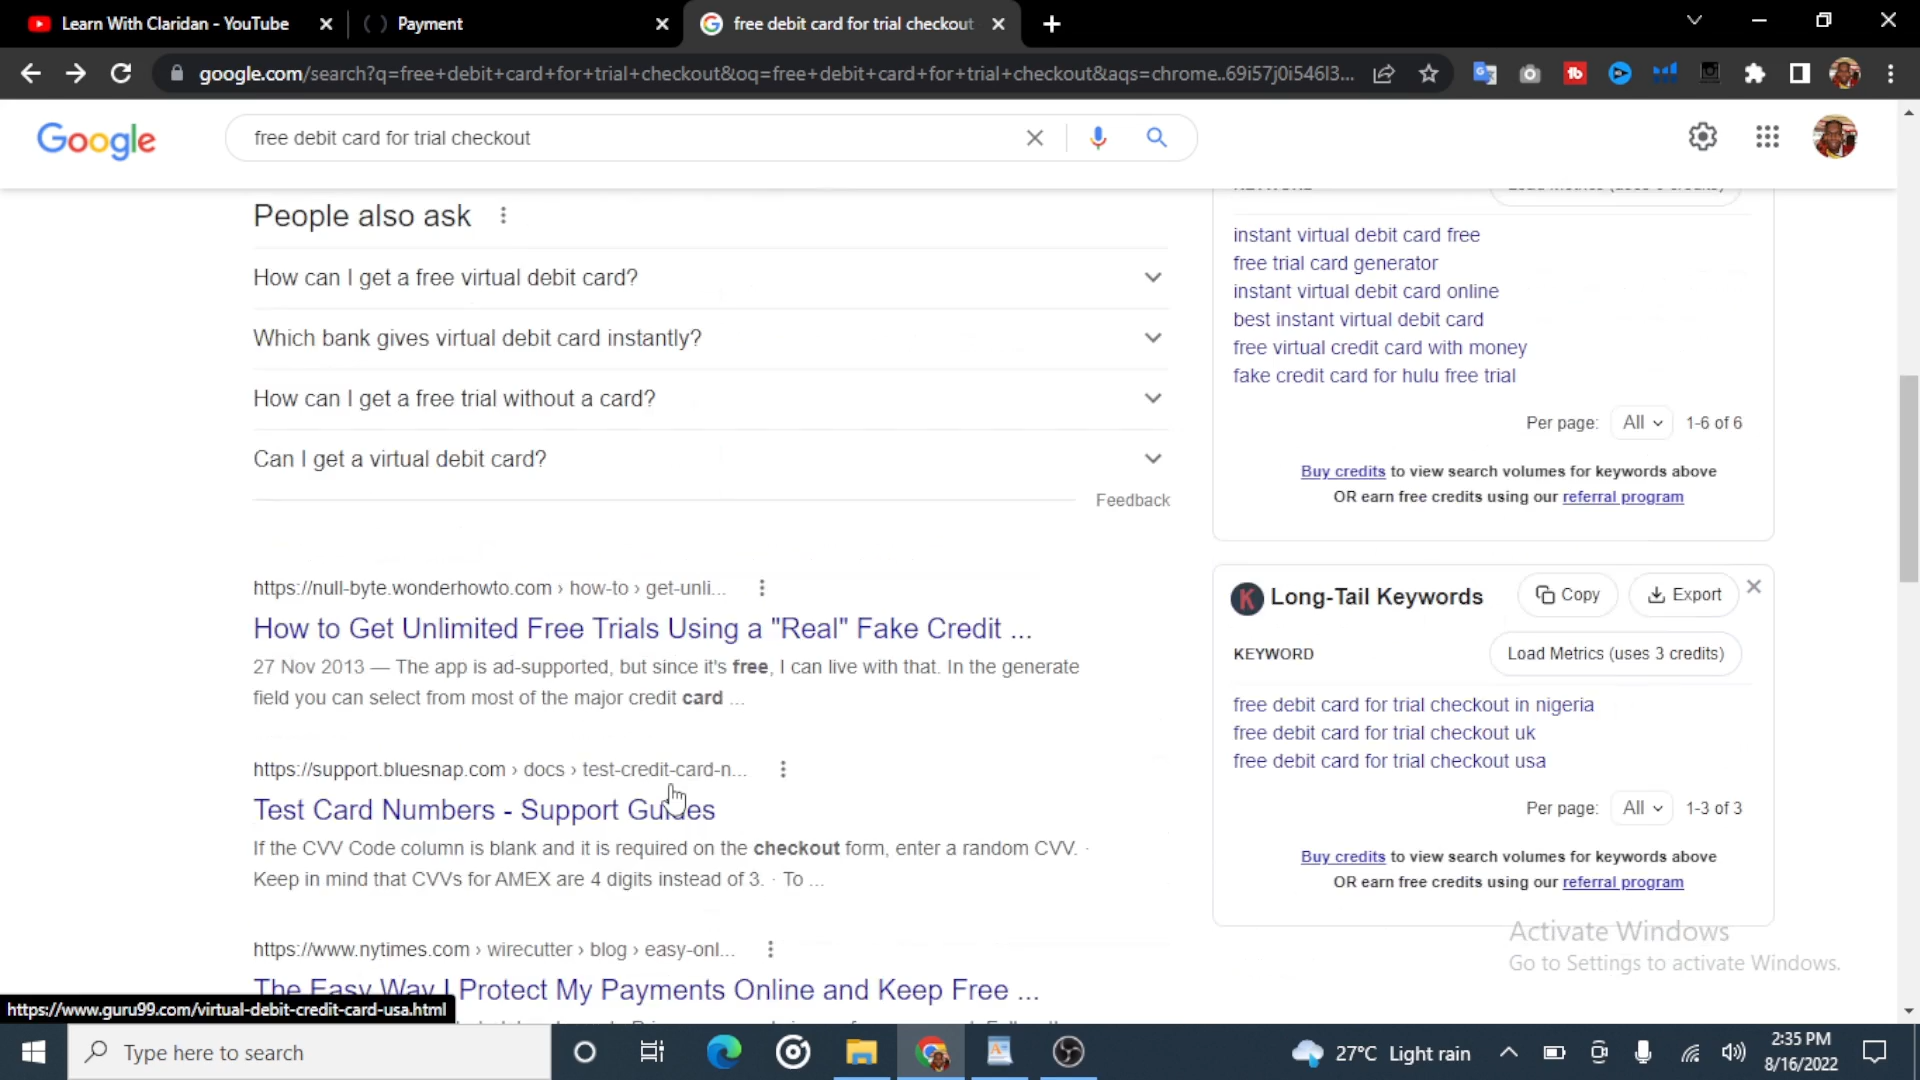 Learn With Claridan - YouTube
Payment
free debit card for trial checkout
google.com/search?q=free+debit+card+for+trial+checkout&oq=free+debit+card+for+trial+checkout&aqs=chrome..69i57j0i546l3...
Google
free debit card for trial checkout
People also ask
How can I get a free virtual debit card?
Which bank gives virtual debit card instantly?
How can I get a free trial without a card?
Can I get a virtual debit card?
Feedback
https://null-byte.wonderhowto.com › how-to › get-unli...
How to Get Unlimited Free Trials Using a "Real" Fake Credit ...
27 Nov 2013 — The app is ad-supported, but since it's free, I can live with that. In the generate
field you can select from most of the major credit card ...
https://support.bluesnap.com › docs › test-credit-card-n...
Test Card Numbers - Support Guides
If the CVV Code column is blank and it is required on the checkout form, enter a random CVV. ·
Keep in mind that CVVs for AMEX are 4 digits instead of 3. · To ...
https://www.nytimes.com › wirecutter › blog › easy-onl...
The Easy Way I Protect My Payments Online and Keep Free ...
https://www.guru99.com/virtual-debit-credit-card-usa.html
instant virtual debit card free
free trial card generator
instant virtual debit card online
best instant virtual debit card
free virtual credit card with money
fake credit card for hulu free trial
Per page: All 1-6 of 6
Buy credits to view search volumes for keywords above
OR earn free credits using our referral program
K Long-Tail Keywords Copy Export
KEYWORD Load Metrics (uses 3 credits)
free debit card for trial checkout in nigeria
free debit card for trial checkout uk
free debit card for trial checkout usa
Per page: All 1-3 of 3
Buy credits to view search volumes for keywords above
OR earn free credits using our referral program
Activate Windows
Go to Settings to activate Windows.
Type here to search
27°C Light rain
2:35 PM
8/16/2022